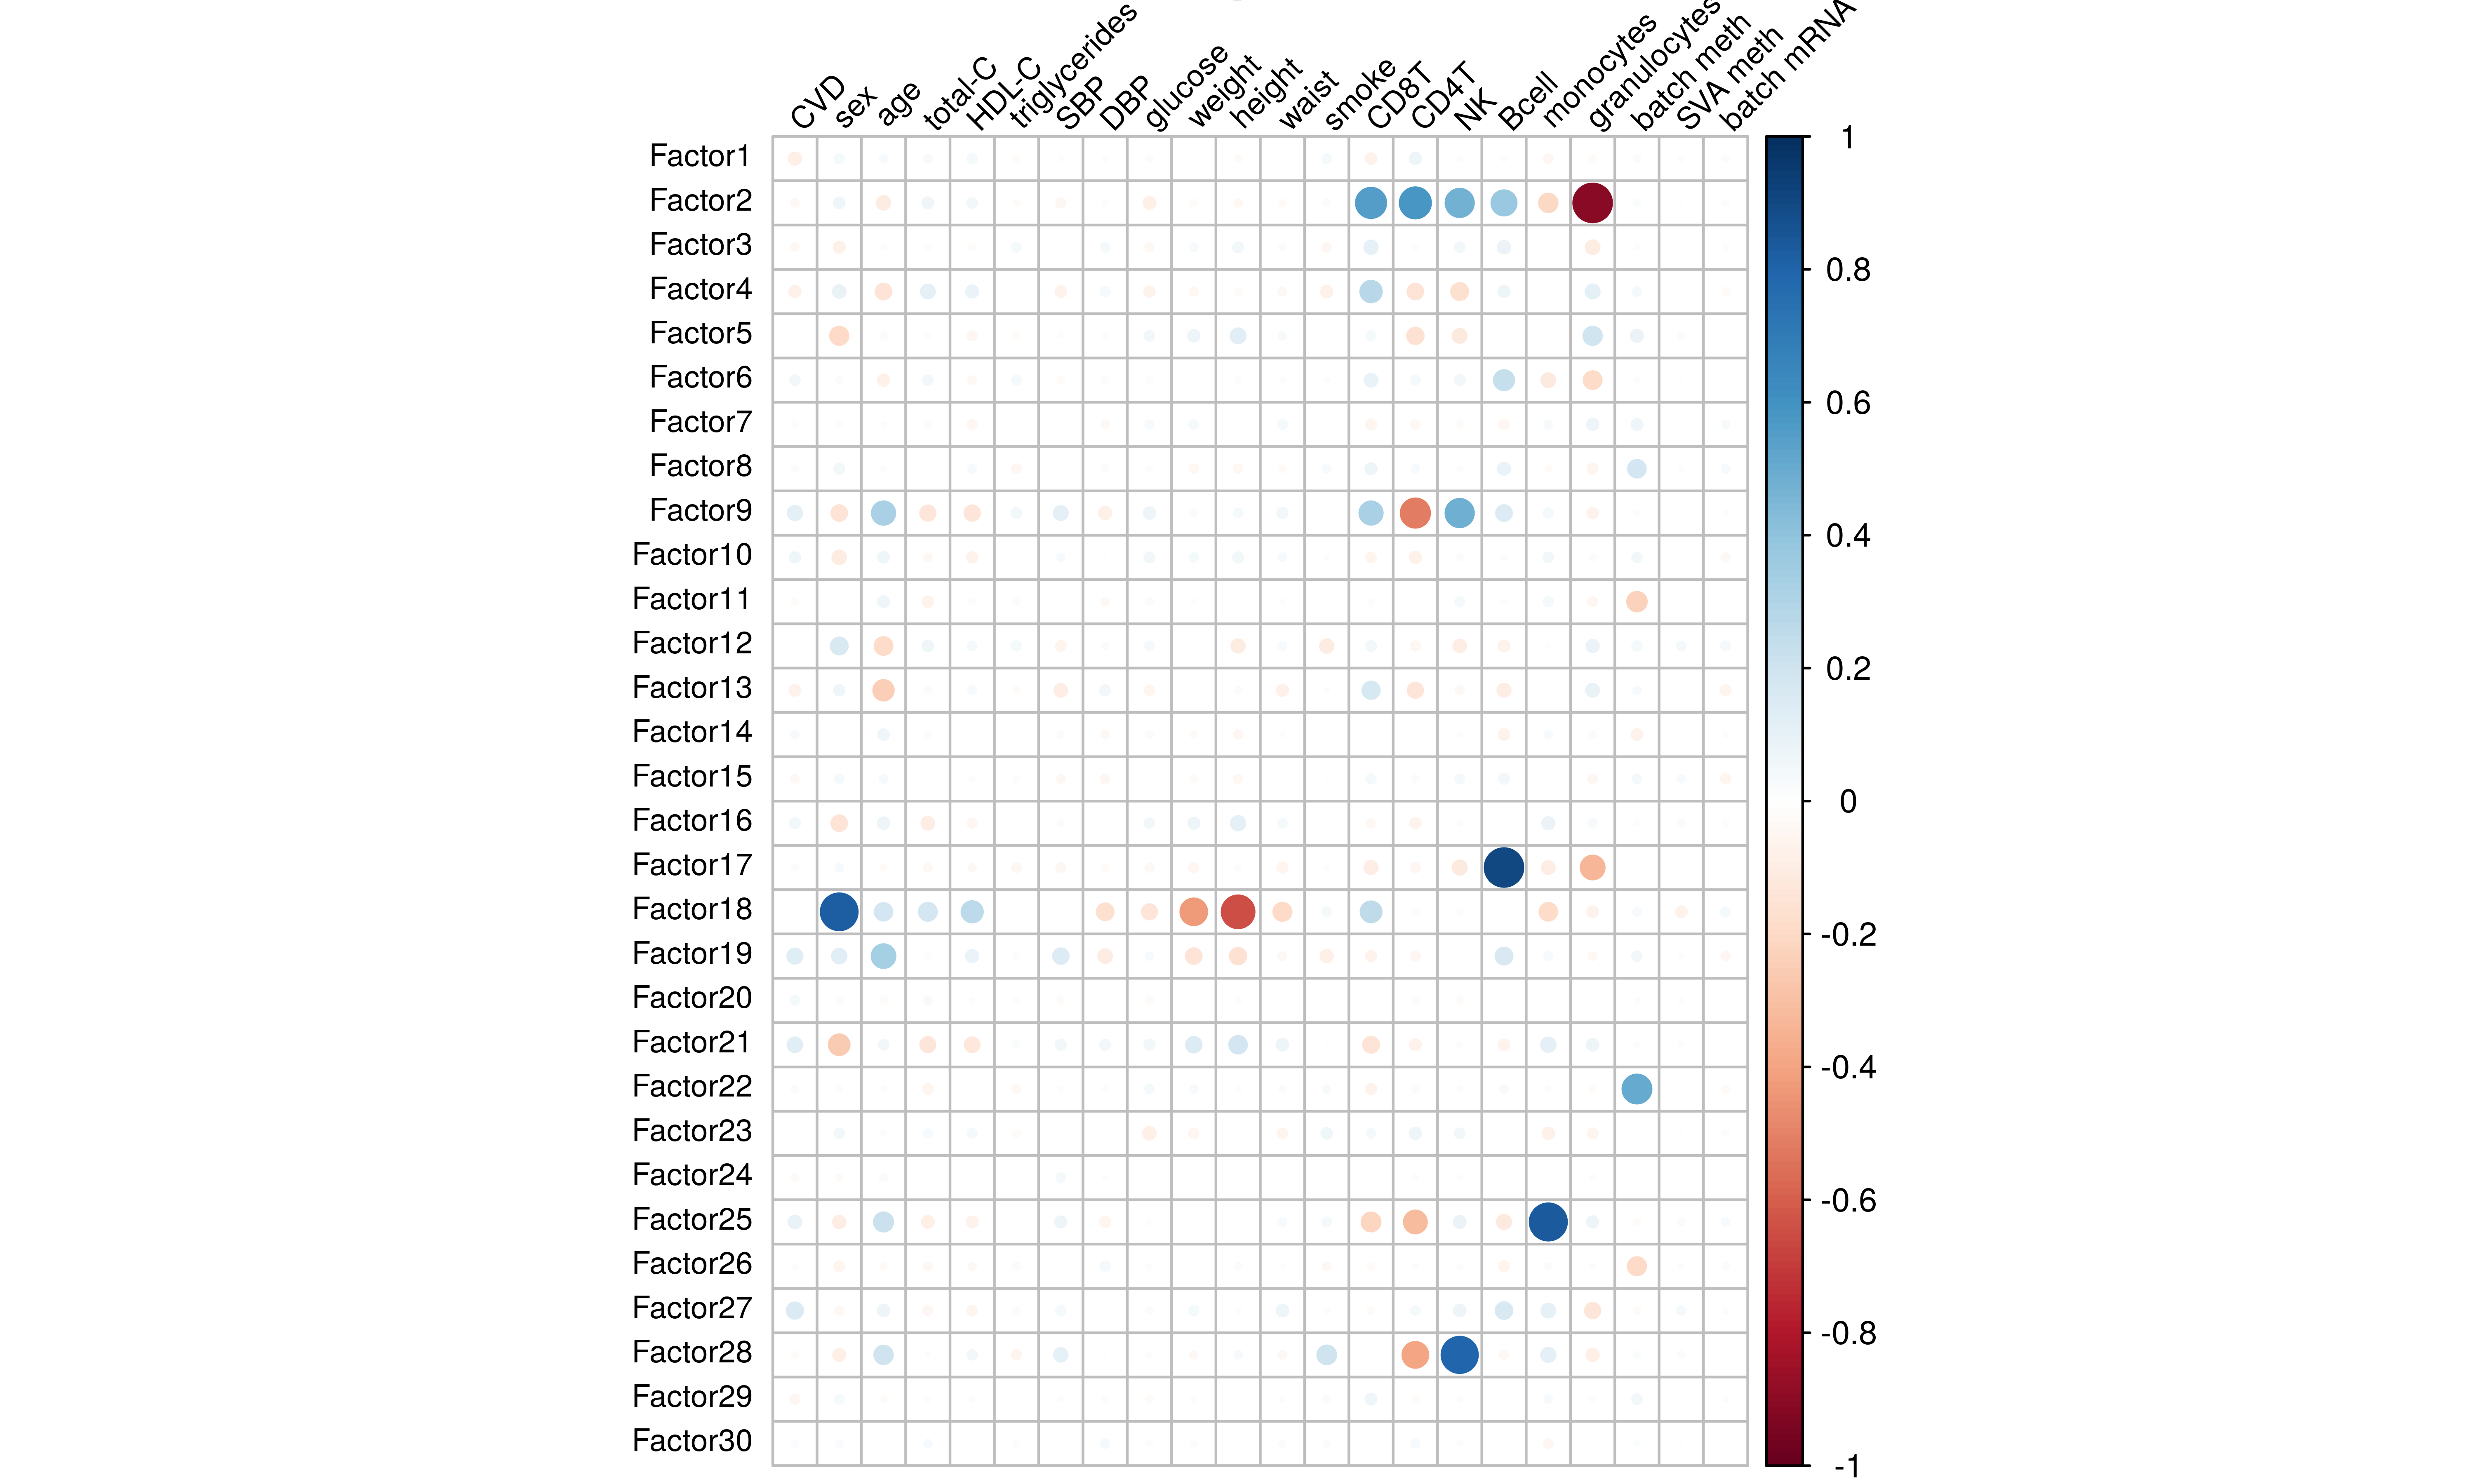 CVD
sex
age
total-C
HDL-C
triglycerides
SBP
DBP
glucose
weight
height
waist
smoke
CD8T
CD4T
NK
Bcell
monocytes
granulocytes
batch meth
SVA meth
batch mRNA
Factor1
Factor2
Factor3
Factor4
Factor5
Factor6
Factor7
Factor8
Factor9
Factor10
Factor11
Factor12
Factor13
Factor14
Factor15
Factor16
Factor17
Factor18
Factor19
Factor20
Factor21
Factor22
Factor23
Factor24
Factor25
Factor26
Factor27
Factor28
Factor29
Factor30
1
0.8
0.6
0.4
0.2
0
-0.2
-0.4
-0.6
-0.8
-1